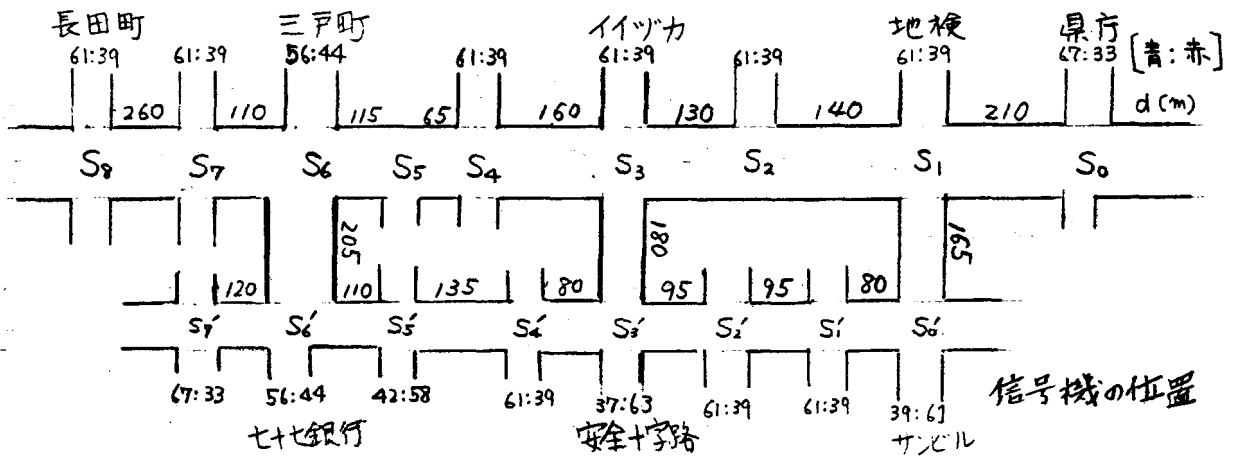 長田町 三戸町 イイヅカ 地検 県庁
61:39 61:39 56:44 61:39 61:39 61:39 61:39 67:33 [青:赤]
260 110 115 65 160 130 140 210 d(m)
S8 S7 S6 S5 S4 S3 S2 S1 S0
205 180 165
120 110 135 80 95 95 80
S7' S6' S5' S4' S3' S2' S1' S0'
67:33 56:44 42:58 61:39 37:63 61:39 61:39 39:61 信号機の位置
七十七銀行 安全十字路 サンビル